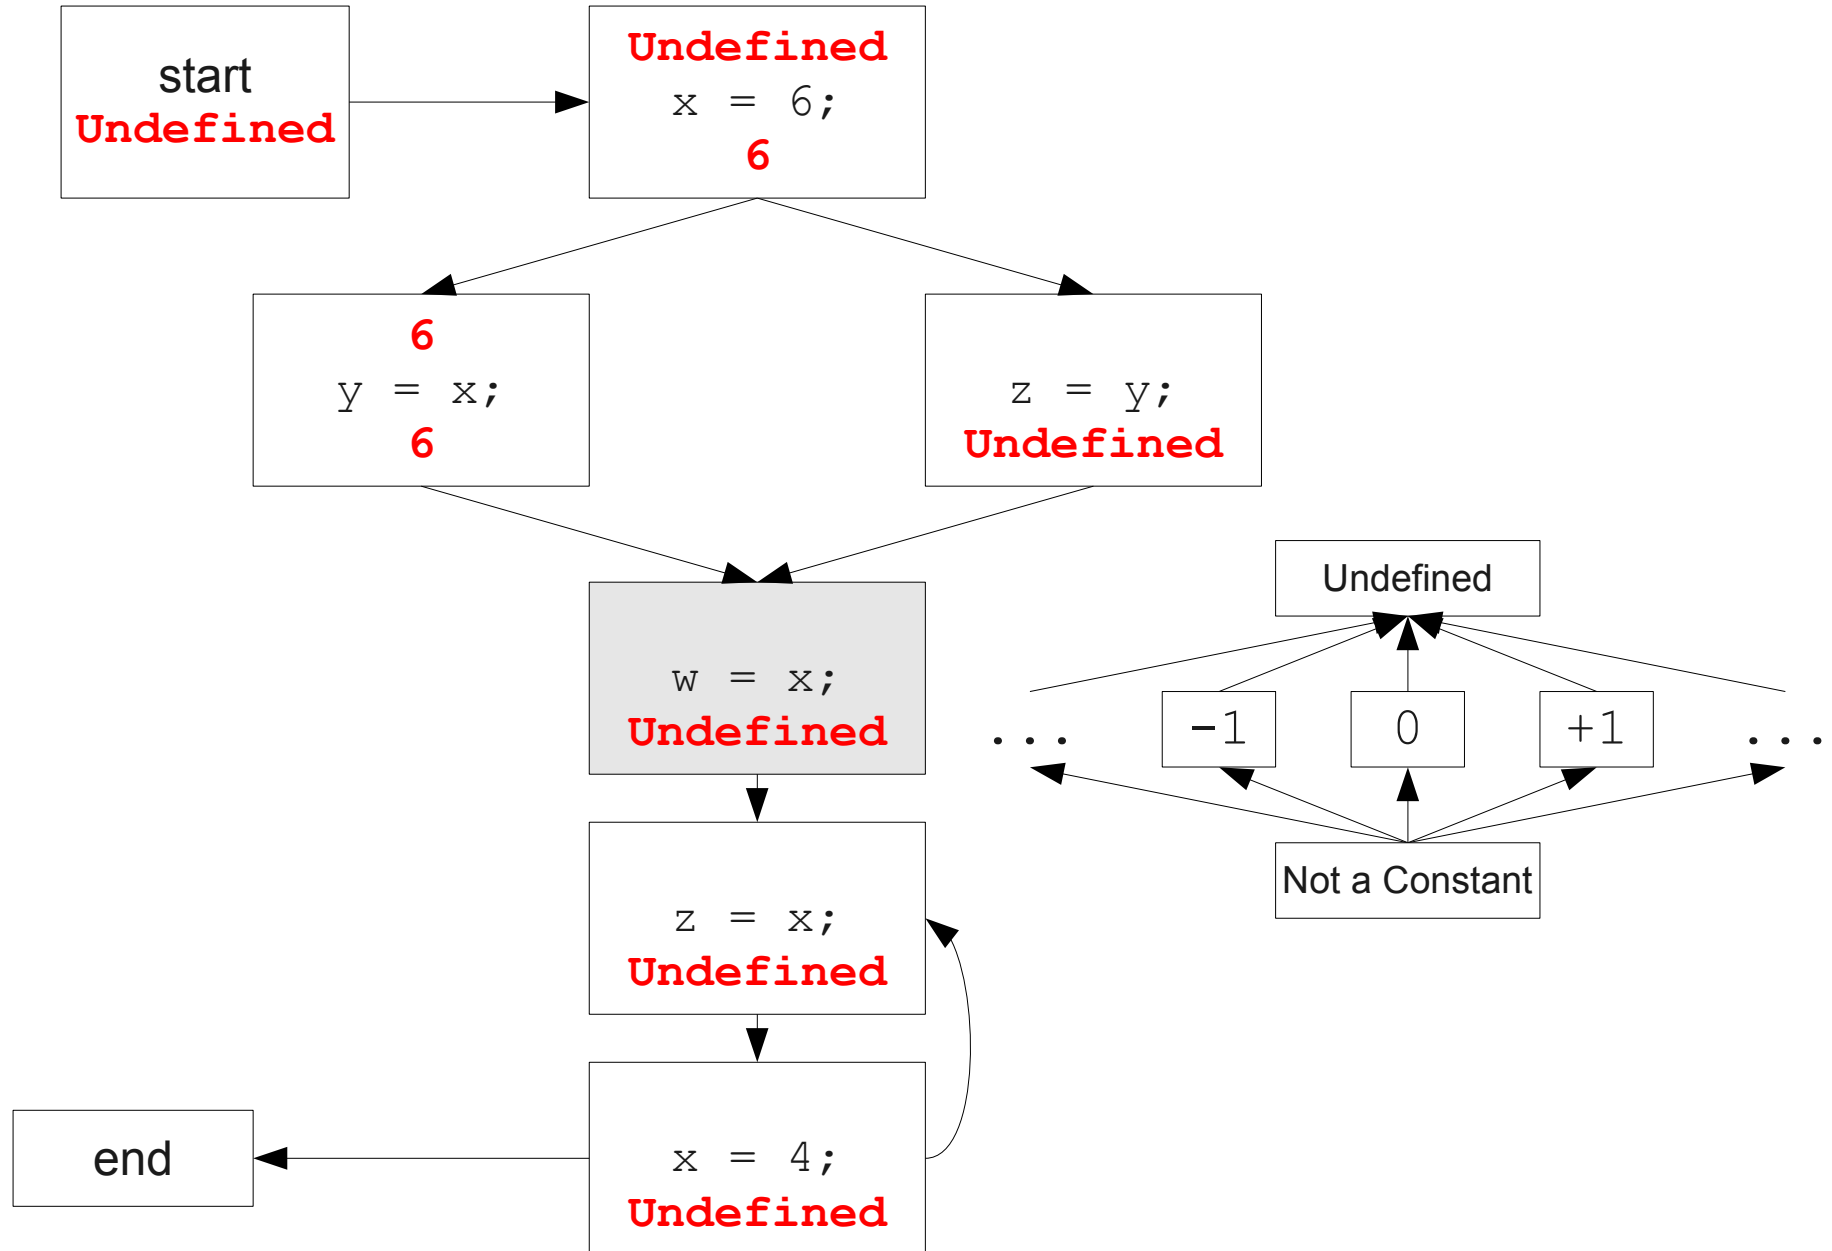 start
Undefined
Undefined
x = 6;
6
6
y = x;
6
z = y;
Undefined
w = x;
Undefined
z = x;
Undefined
x = 4;
Undefined
end
Undefined
... -1 0 +1 ...
Not a Constant